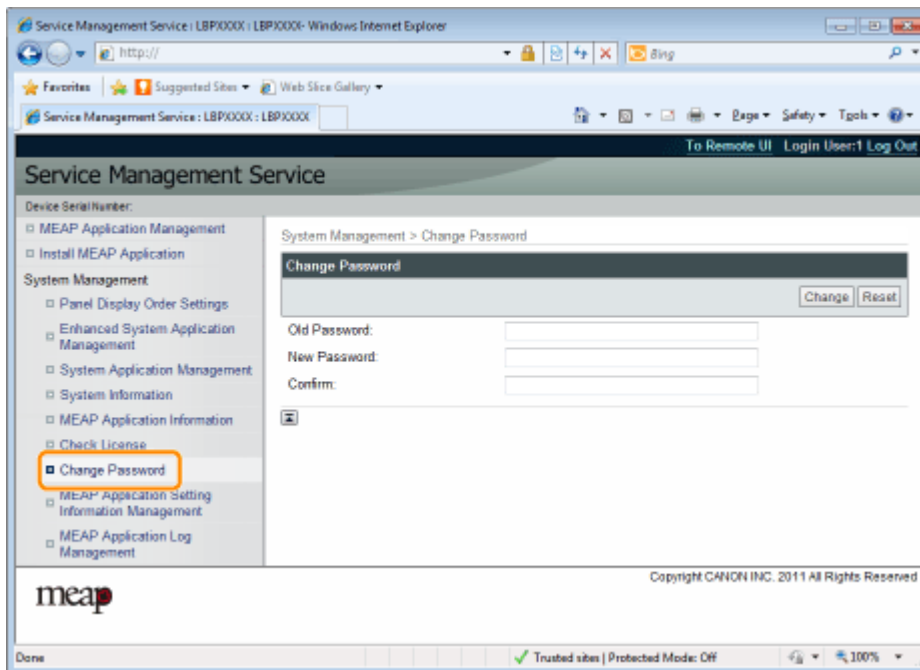 Service Management Service : LBPXXXX : LBPXXXX- Windows Internet Explorer
http://
Bing
Favorites Suggested Sites Web Slice Gallery
Service Management Service : LBPXXXX : LBPXXXX
Page Safety Tools
To Remote UI Login User:1 Log Out
Service Management Service
Device Serial Number:
MEAP Application Management
Install MEAP Application
System Management
Panel Display Order Settings
Enhanced System Application
Management
System Application Management
System Information
MEAP Application Information
Check License
Change Password
MEAP Application Setting
Information Management
MEAP Application Log
Management
System Management > Change Password
Change Password
Change Reset
Old Password:
New Password:
Confirm:
Copyright CANON INC. 2011 All Rights Reserved
meap
Done
Trusted sites | Protected Mode: Off
100%